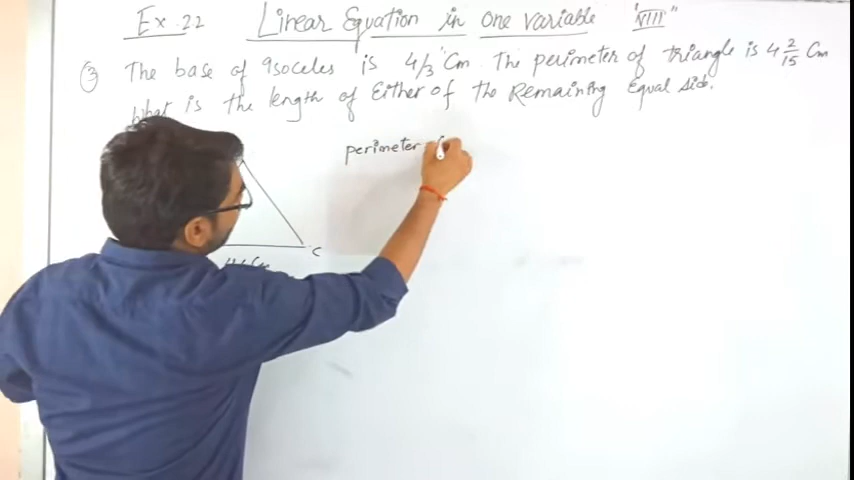 Ex. 22 Linear Equation in one variable "VIII"
③ The base of isoceles is 4/3 Cm. The perimeter of triangle is 4 2/15 Cm
What is the length of Either of the Remaining Equal side.
perimeter
C